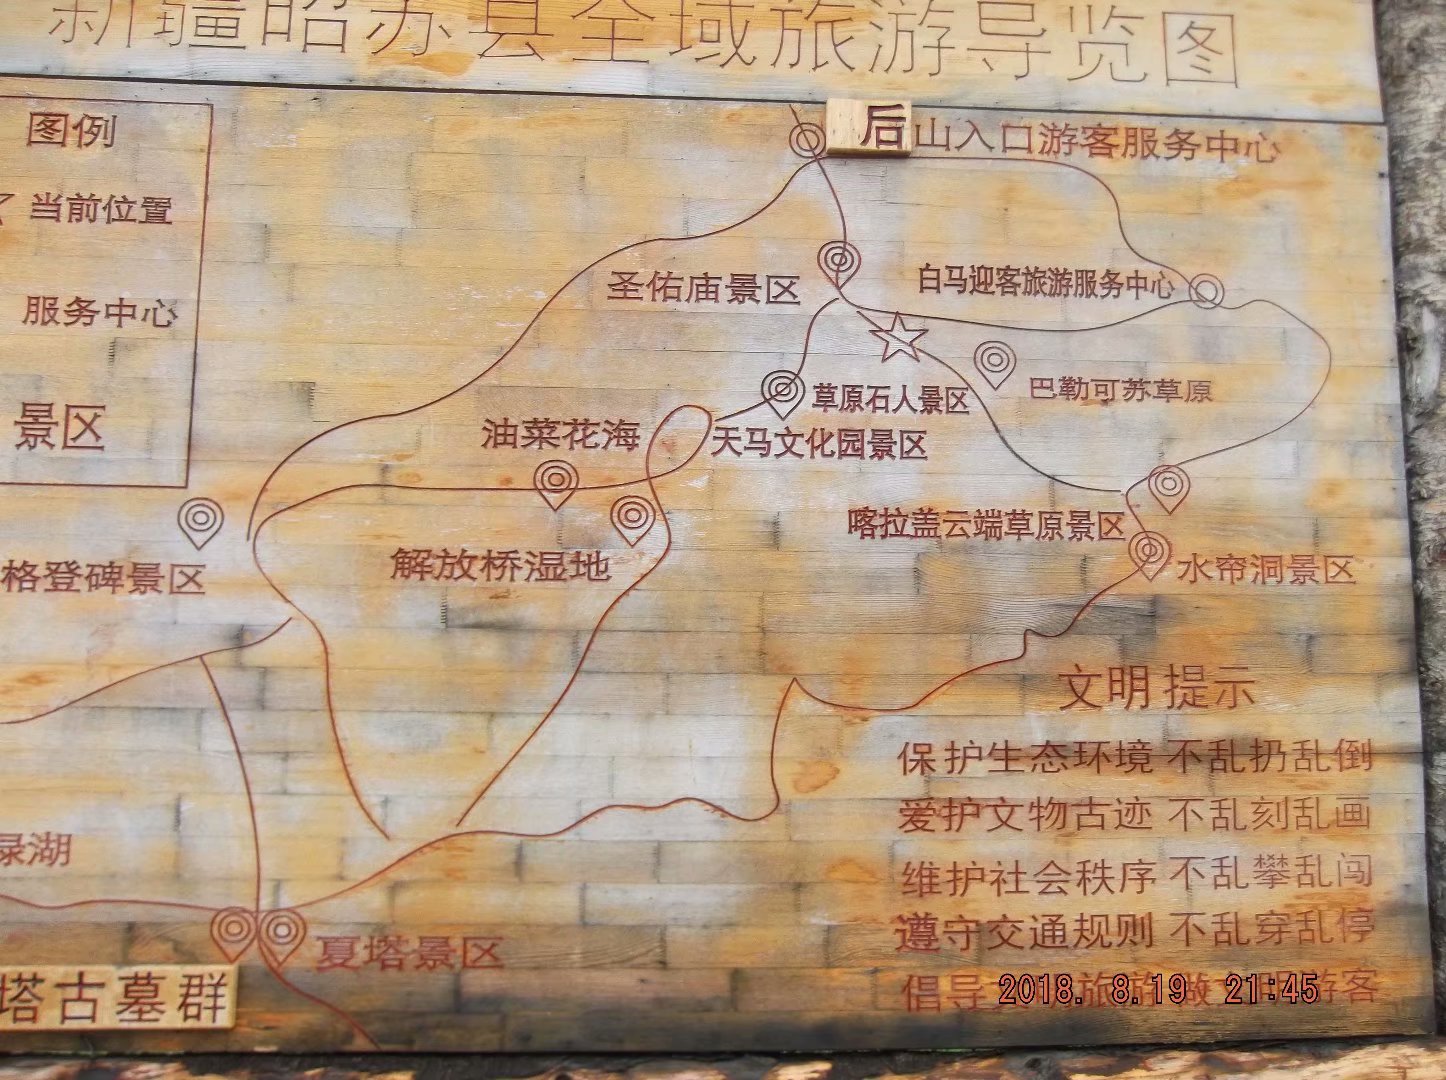 新疆昭苏县全域旅游导览图
图例
当前位置
服务中心
景区
后山入口游客服务中心
圣佑庙景区
白马迎客旅游服务中心
草原石人景区
巴勒可苏草原
油菜花海
天马文化园景区
解放桥湿地
喀拉盖云端草原景区
水帘洞景区
格登碑景区
文明提示
保护生态环境 不乱扔乱倒
爱护文物古迹 不乱刻乱画
维护社会秩序 不乱攀乱闯
遵守交通规则 不乱穿乱停
倡导文明旅游 做文明游客
湖
夏塔景区
塔古墓群
2018. 8.19 21:45